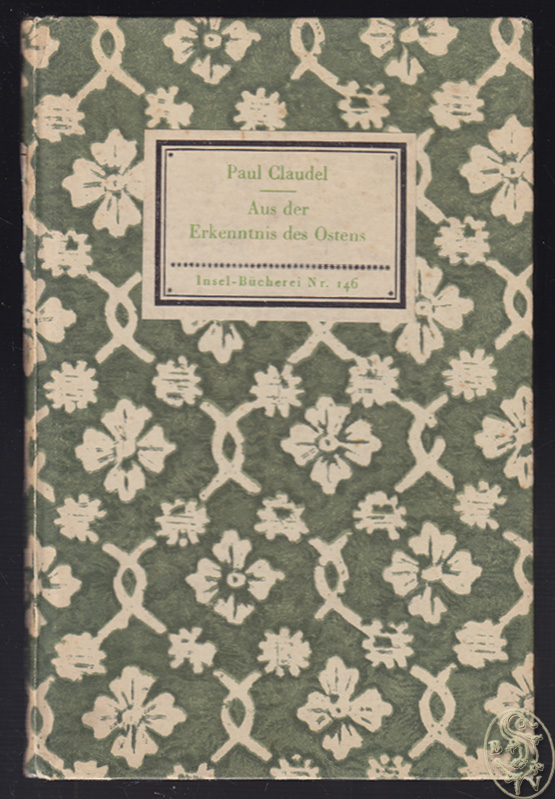 Paul Claudel
Aus der
Erkenntnis des Ostens
Insel-Bücherei Nr. 146